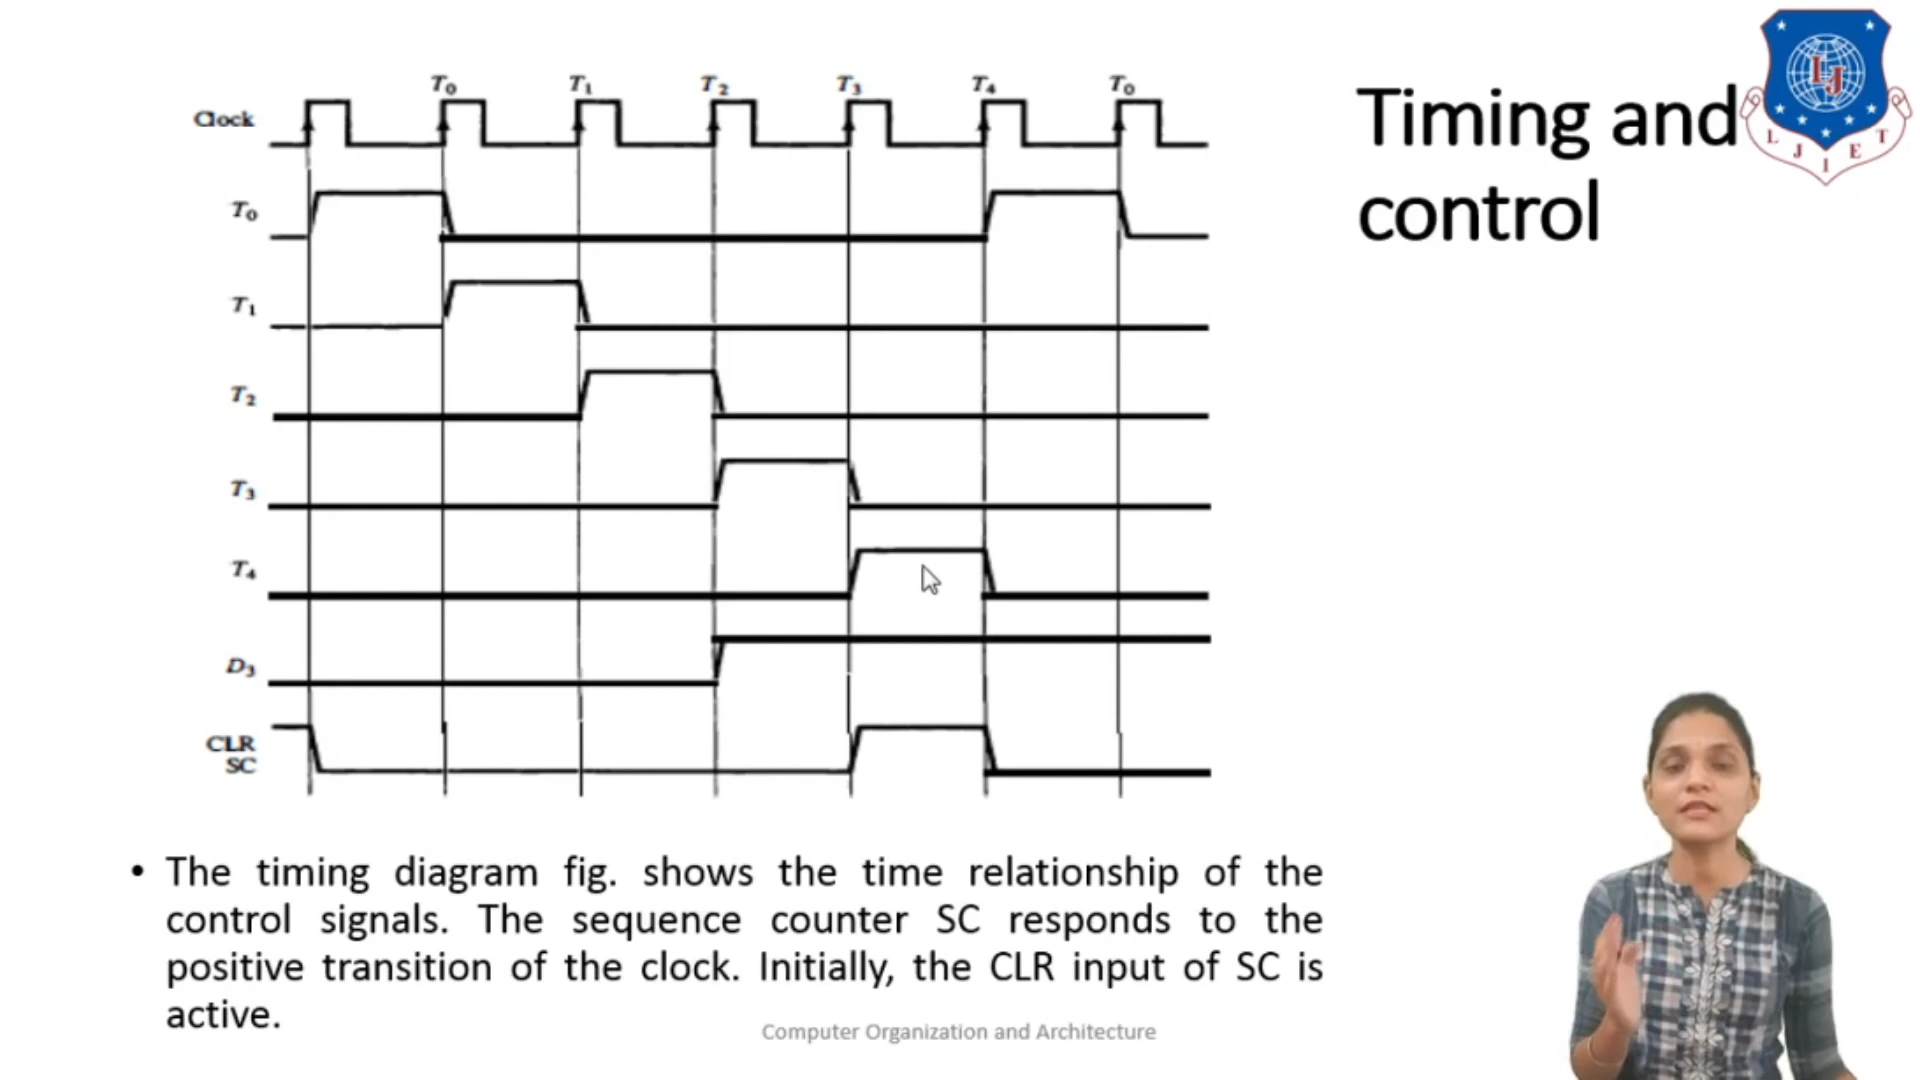 T0 T1 T2 T3 T4 T0
Clock
T0
T1
T2
T3
T4
D3
CLR
SC
Timing and
control
LJ
L J I E T
• The timing diagram fig. shows the time relationship of the
control signals. The sequence counter SC responds to the
positive transition of the clock. Initially, the CLR input of SC is
active.
Computer Organization and Architecture